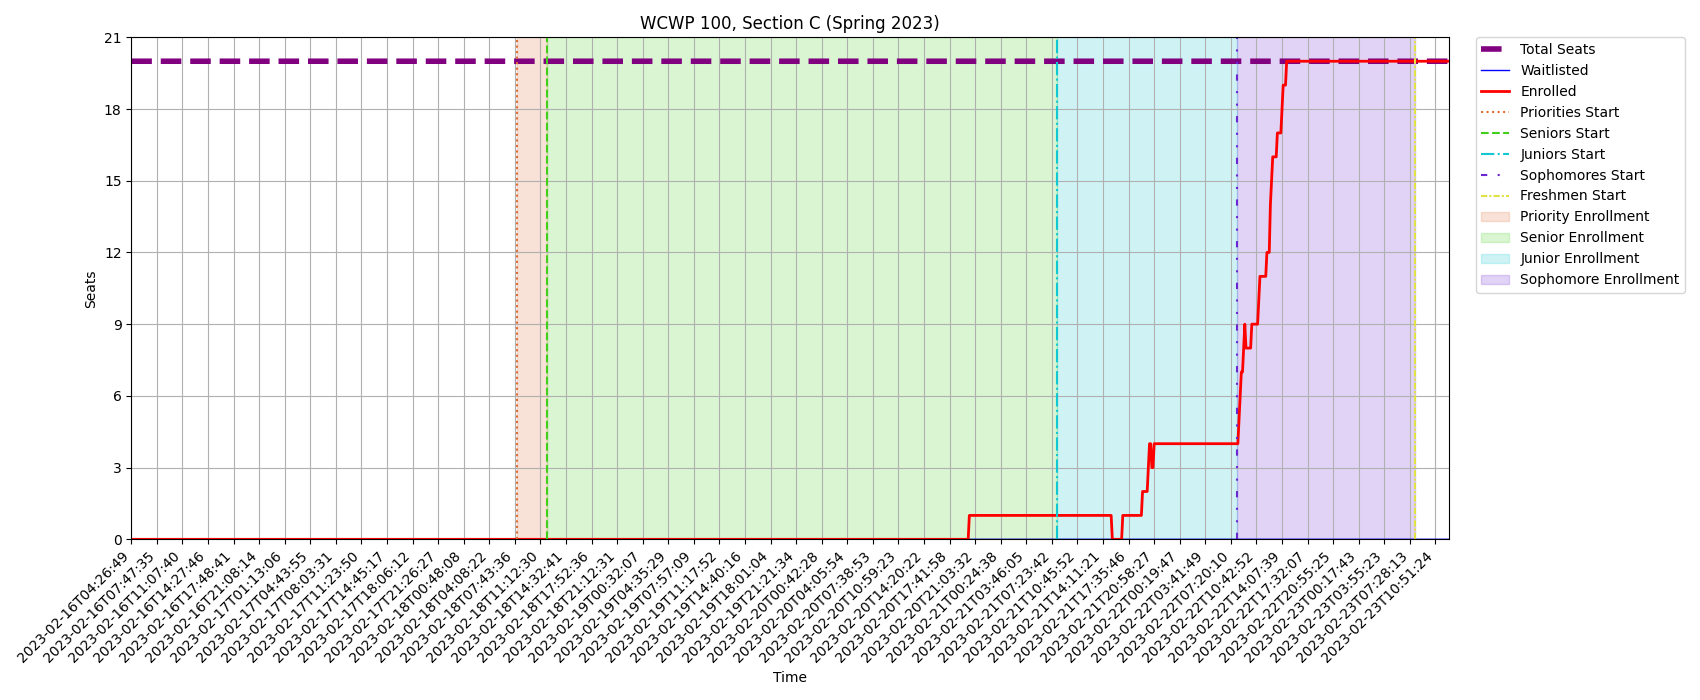 WCWP 100, Section C (Spring 2023)
Seats
21
18
15
12
9
6
3
0
2023-02-16T04:26:49
2023-02-16T07:47:35
2023-02-16T11:07:40
2023-02-16T14:27:46
2023-02-16T17:48:41
2023-02-16T21:08:14
2023-02-17T01:13:06
2023-02-17T04:43:55
2023-02-17T08:03:31
2023-02-17T11:23:50
2023-02-17T14:45:17
2023-02-17T18:06:12
2023-02-17T21:26:27
2023-02-18T00:48:08
2023-02-18T04:08:22
2023-02-18T07:43:36
2023-02-18T11:12:30
2023-02-18T14:32:41
2023-02-18T17:52:36
2023-02-18T21:12:31
2023-02-19T00:32:07
2023-02-19T04:35:29
2023-02-19T07:57:09
2023-02-19T11:17:52
2023-02-19T14:40:16
2023-02-19T18:01:04
2023-02-19T21:21:34
2023-02-20T00:42:28
2023-02-20T04:05:54
2023-02-20T07:38:53
2023-02-20T10:59:23
2023-02-20T14:20:22
2023-02-20T17:41:58
2023-02-20T21:03:32
2023-02-21T00:24:38
2023-02-21T03:46:05
2023-02-21T07:23:42
2023-02-21T10:45:52
2023-02-21T14:11:21
2023-02-21T17:35:46
2023-02-21T20:58:27
2023-02-22T00:19:47
2023-02-22T03:41:49
2023-02-22T07:20:10
2023-02-22T10:42:52
2023-02-22T14:07:39
2023-02-22T17:32:07
2023-02-22T20:55:25
2023-02-23T00:17:43
2023-02-23T03:55:23
2023-02-23T07:28:13
2023-02-23T10:51:24
Time
Total Seats
Waitlisted
Enrolled
Priorities Start
Seniors Start
Juniors Start
Sophomores Start
Freshmen Start
Priority Enrollment
Senior Enrollment
Junior Enrollment
Sophomore Enrollment